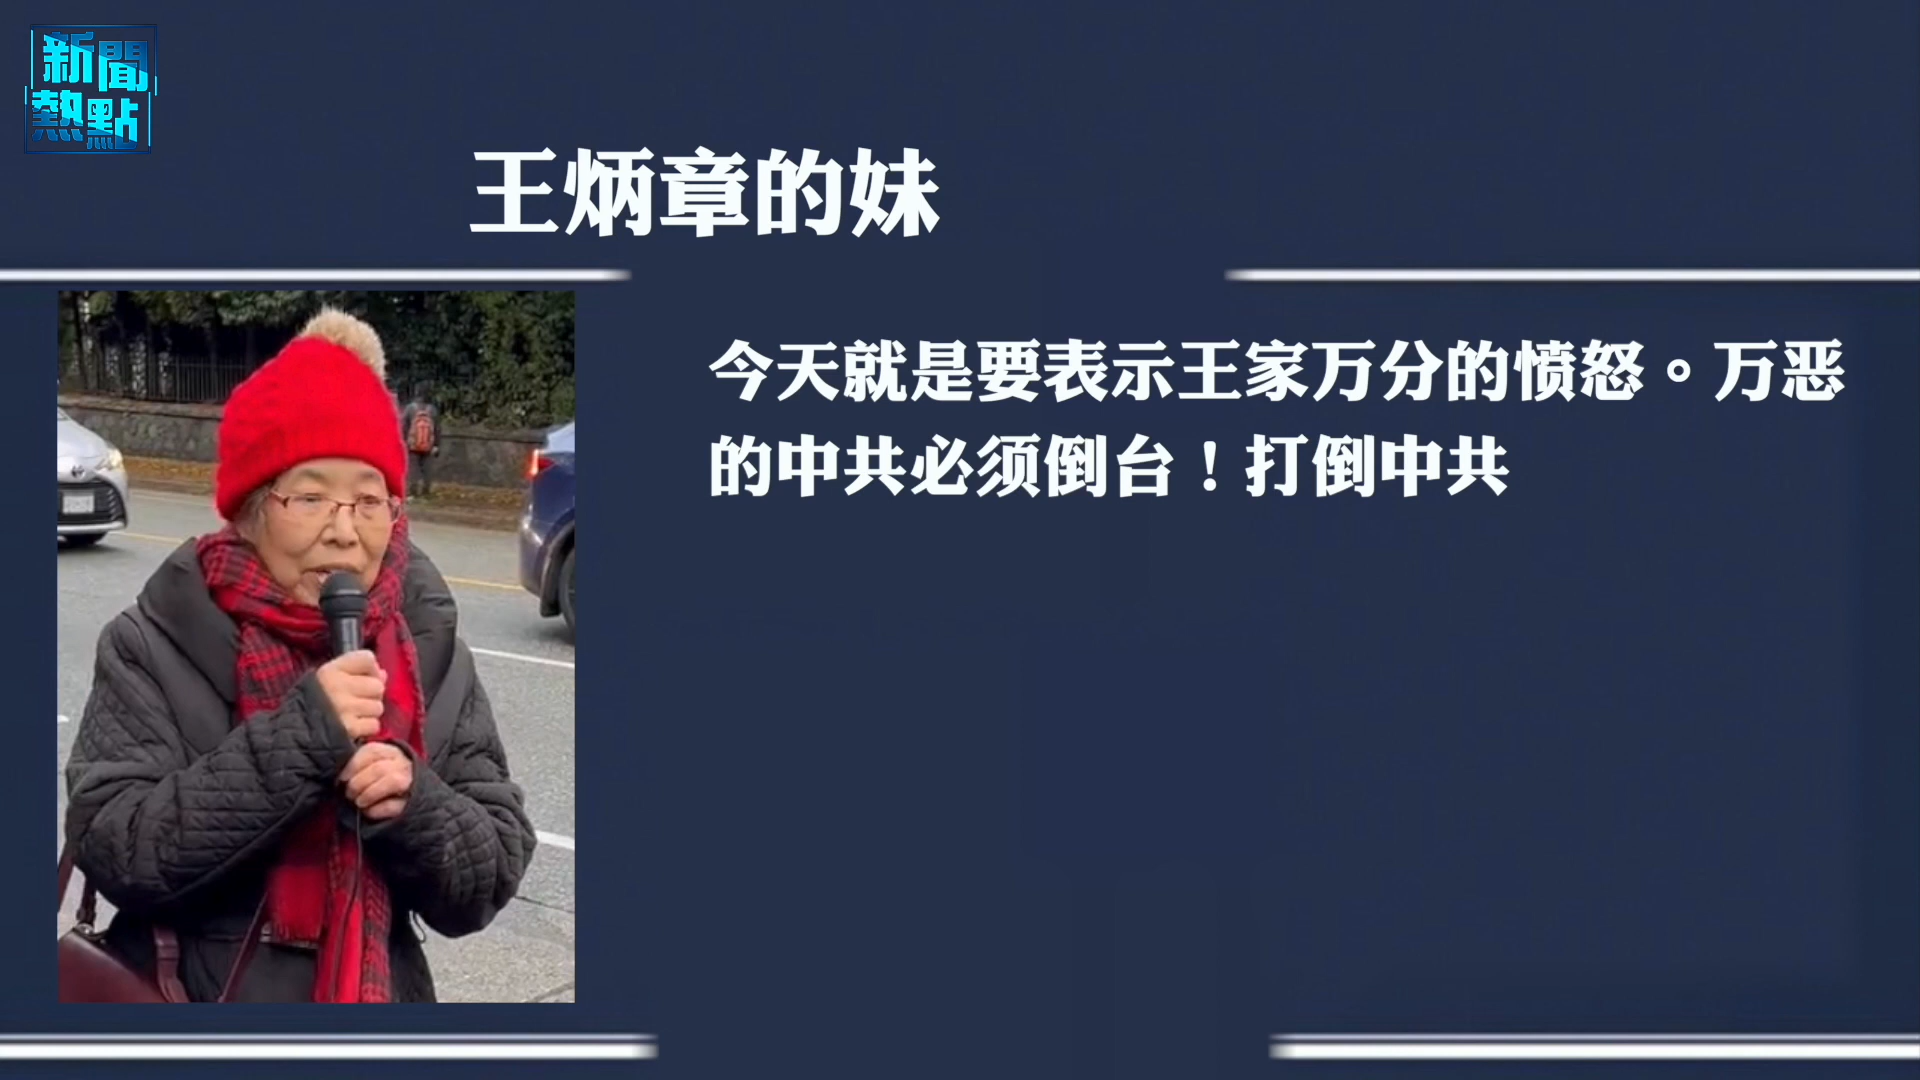 新聞
熱點
王炳章的妹
今天就是要表示王家万分的愤怒。万恶
的中共必须倒台！打倒中共